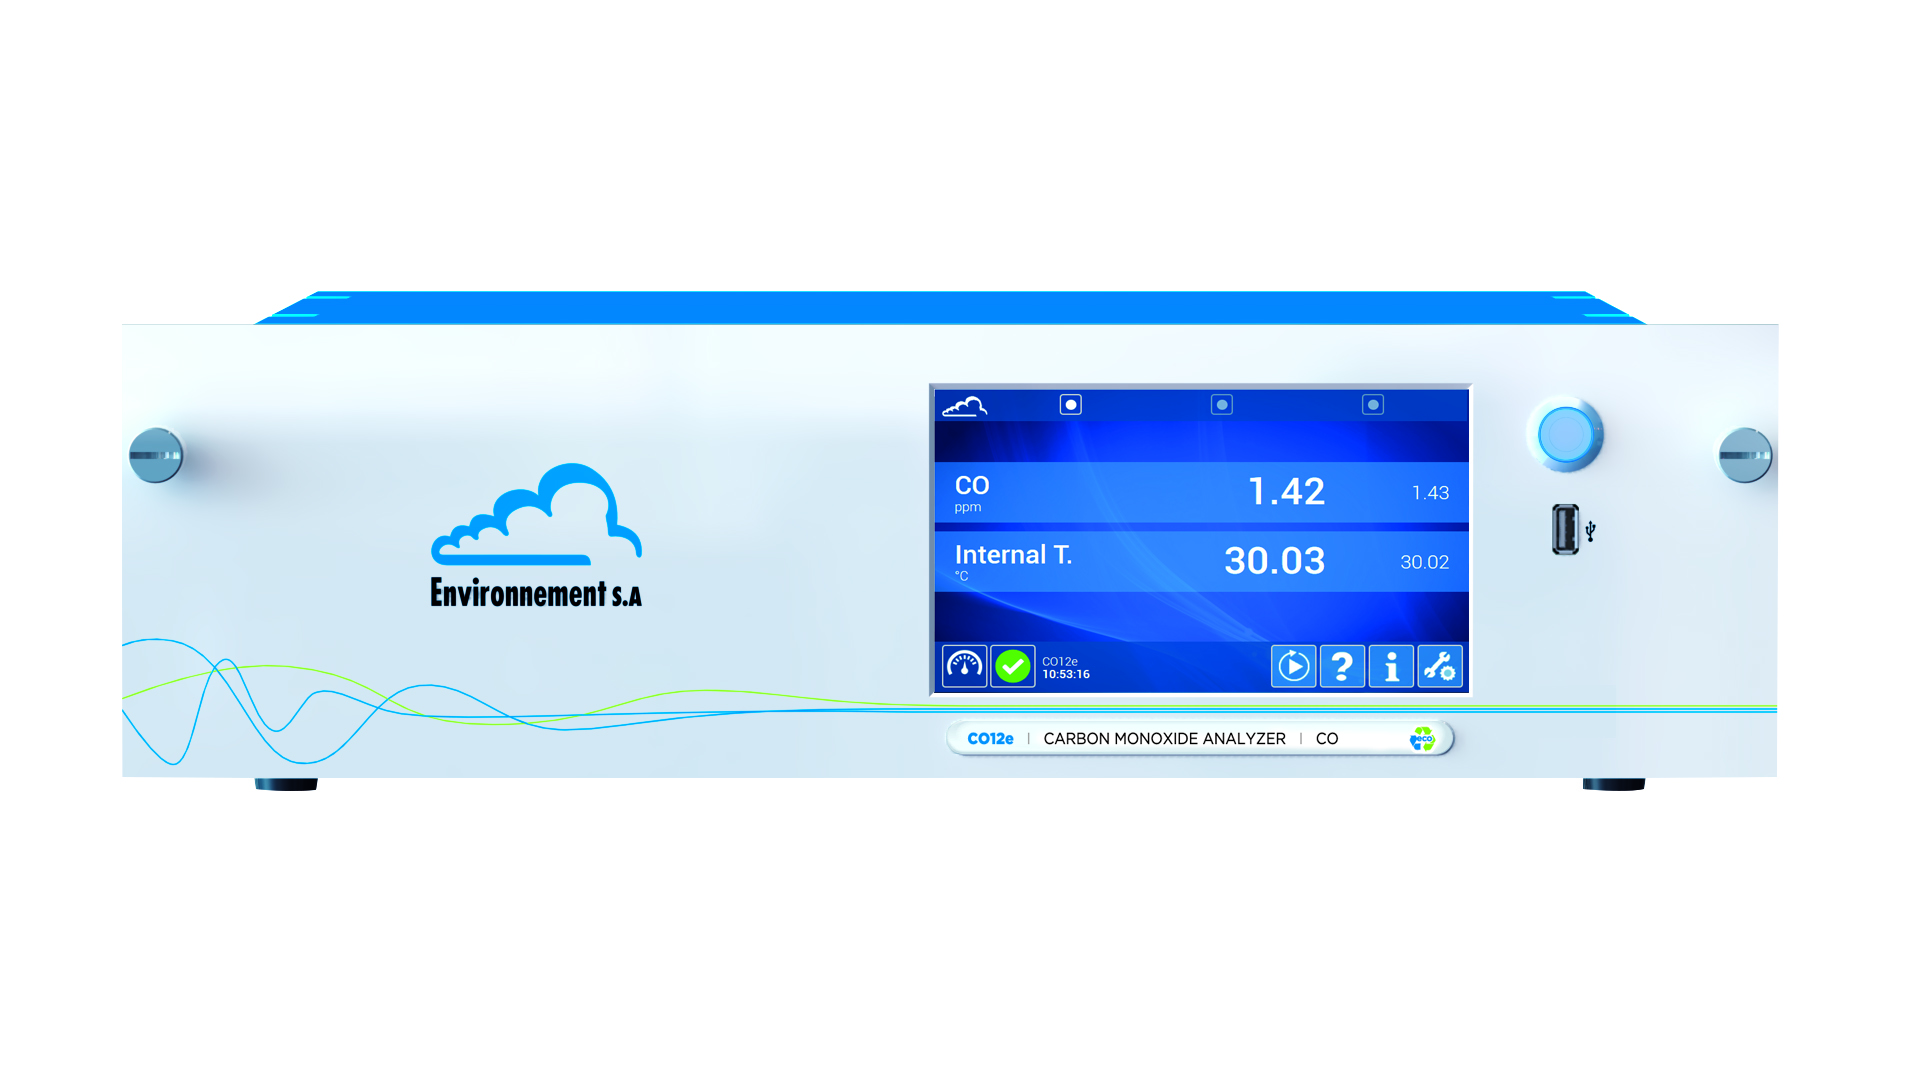 Environnement S.A
CO 1.42 1.43
ppm
Internal T. 30.03 30.02
°C
CO12e
10:53:16
?
i
CO12e | CARBON MONOXIDE ANALYZER | CO
eco